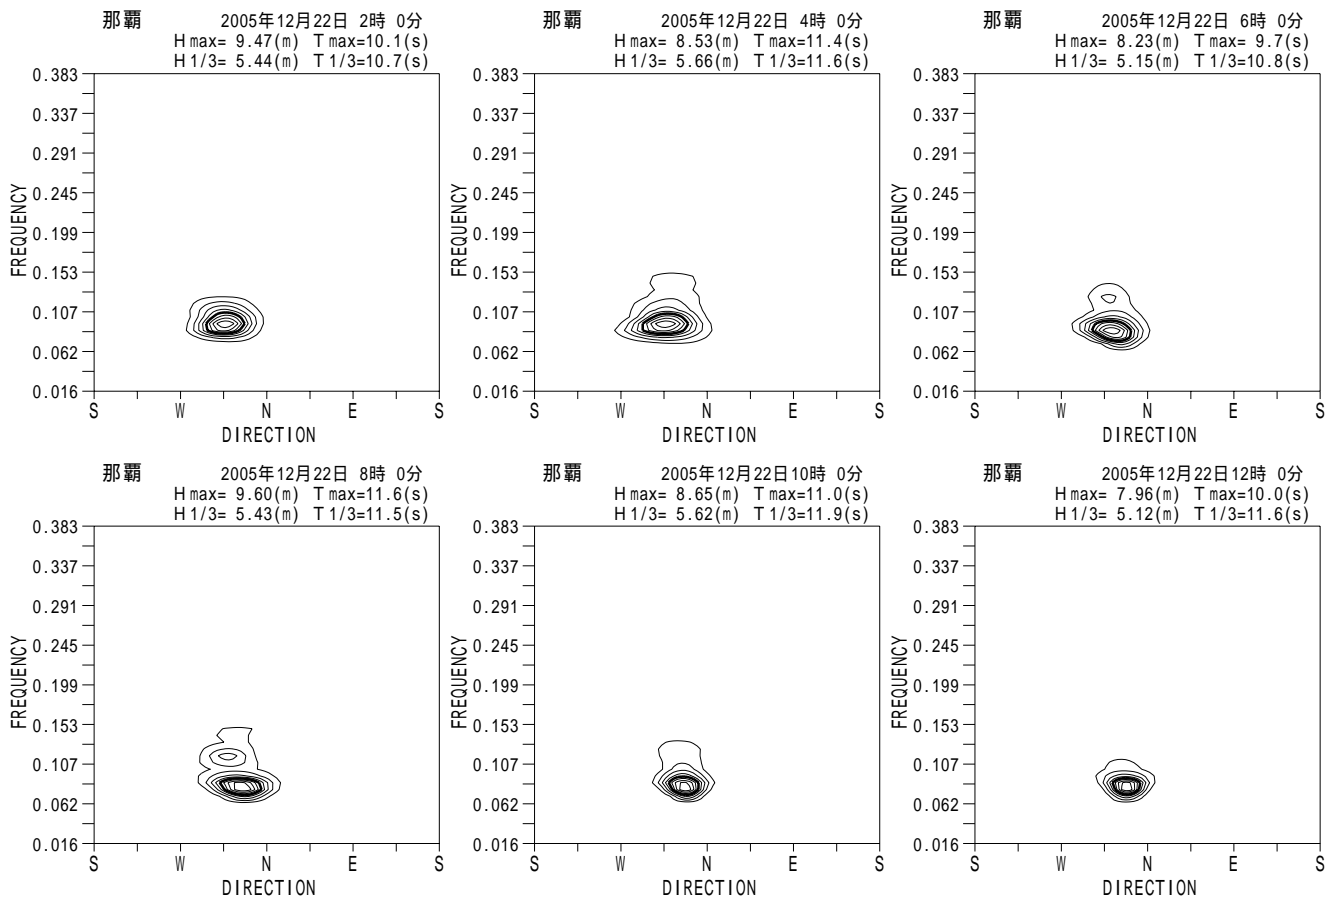 那覇 2005年12月22日 2時 0分
Hmax= 9.47(m) Tmax=10.1(s)
H1/3= 5.44(m) T1/3=10.7(s)
0.383
0.337
0.291
0.245
0.199
0.153
0.107
0.062
0.016
FREQUENCY
S W N E S
DIRECTION
那覇 2005年12月22日 4時 0分
Hmax= 8.53(m) Tmax=11.4(s)
H1/3= 5.66(m) T1/3=11.6(s)
0.383
0.337
0.291
0.245
0.199
0.153
0.107
0.062
0.016
FREQUENCY
S W N E S
DIRECTION
那覇 2005年12月22日 6時 0分
Hmax= 8.23(m) Tmax= 9.7(s)
H1/3= 5.15(m) T1/3=10.8(s)
0.383
0.337
0.291
0.245
0.199
0.153
0.107
0.062
0.016
FREQUENCY
S W N E S
DIRECTION
那覇 2005年12月22日 8時 0分
Hmax= 9.60(m) Tmax=11.6(s)
H1/3= 5.43(m) T1/3=11.5(s)
0.383
0.337
0.291
0.245
0.199
0.153
0.107
0.062
0.016
FREQUENCY
S W N E S
DIRECTION
那覇 2005年12月22日10時 0分
Hmax= 8.65(m) Tmax=11.0(s)
H1/3= 5.62(m) T1/3=11.9(s)
0.383
0.337
0.291
0.245
0.199
0.153
0.107
0.062
0.016
FREQUENCY
S W N E S
DIRECTION
那覇 2005年12月22日12時 0分
Hmax= 7.96(m) Tmax=10.0(s)
H1/3= 5.12(m) T1/3=11.6(s)
0.383
0.337
0.291
0.245
0.199
0.153
0.107
0.062
0.016
FREQUENCY
S W N E S
DIRECTION